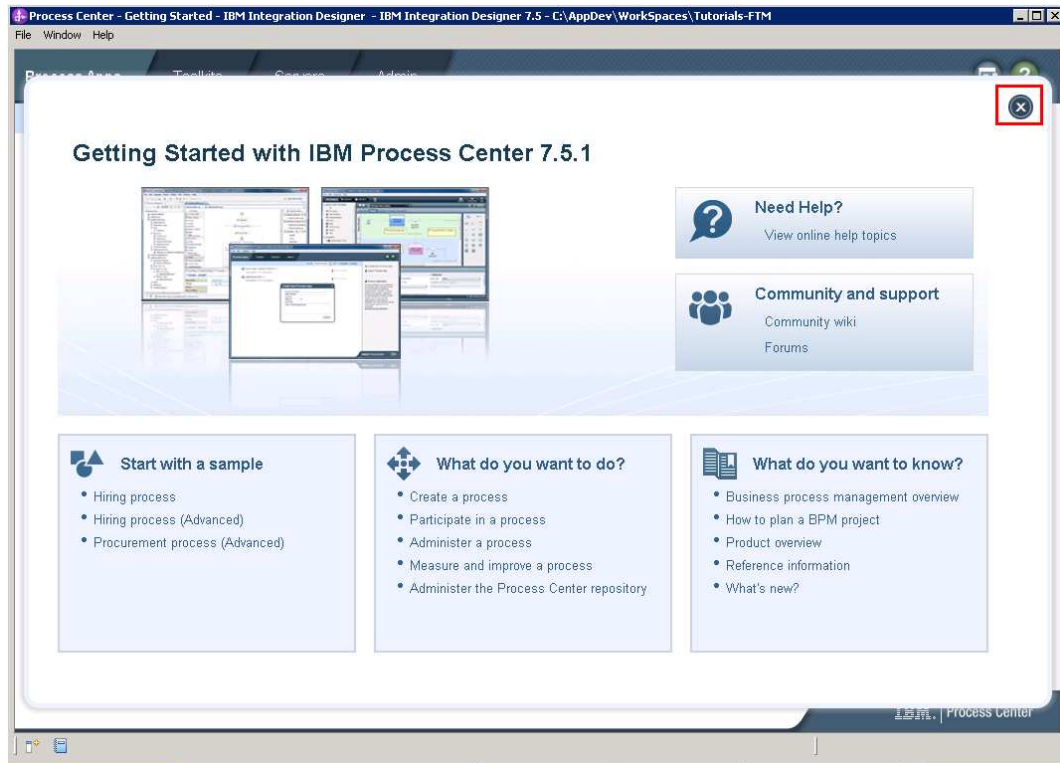 Process Center - Getting Started - IBM Integration Designer - IBM Integration Designer 7.5 - C:\AppDev\WorkSpaces\Tutorials-FTM
File Window Help
Process Apps Toolkits Servers Admin
Getting Started with IBM Process Center 7.5.1
Need Help?
View online help topics
Community and support
Community wiki
Forums
Start with a sample
• Hiring process
• Hiring process (Advanced)
• Procurement process (Advanced)
What do you want to do?
• Create a process
• Participate in a process
• Administer a process
• Measure and improve a process
• Administer the Process Center repository
What do you want to know?
• Business process management overview
• How to plan a BPM project
• Product overview
• Reference information
• What's new?
IBM. | Process Center